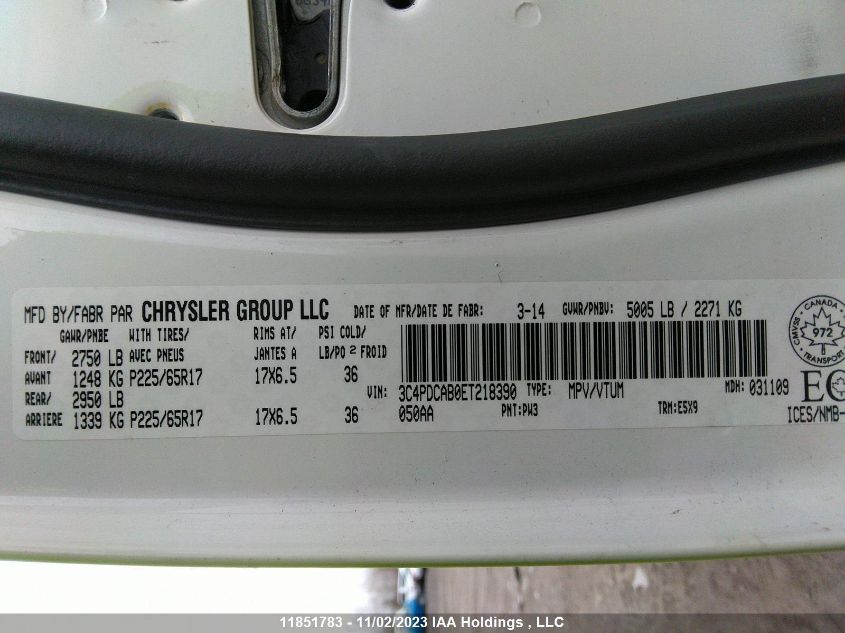 MFD BY/FABR PAR CHRYSLER GROUP LLC DATE OF MFR/DATE DE FABR: 3-14 GVWR/PNBV: 5005 LB / 2271 KG
GAWR/PNBE WITH TIRES/ RIMS AT/ PSI COLD/
FRONT/ 2750 LB AVEC PNEUS JANTES A LB/PO 2 FROID
AVANT 1248 KG P225/65R17 17X6.5 36
VIN: 3C4PDCAB0ET218390 TYPE: MPV/VTUM MDH: 031109
REAR/ 2950 LB
ARRIERE 1339 KG P225/65R17 17X6.5 36 050AA PNT:PW3 TRM:ESX9
CANADA
CMVSS
972
TRANSPORT
ICES/NMB-
11851783 - 11/02/2023 IAA Holdings , LLC